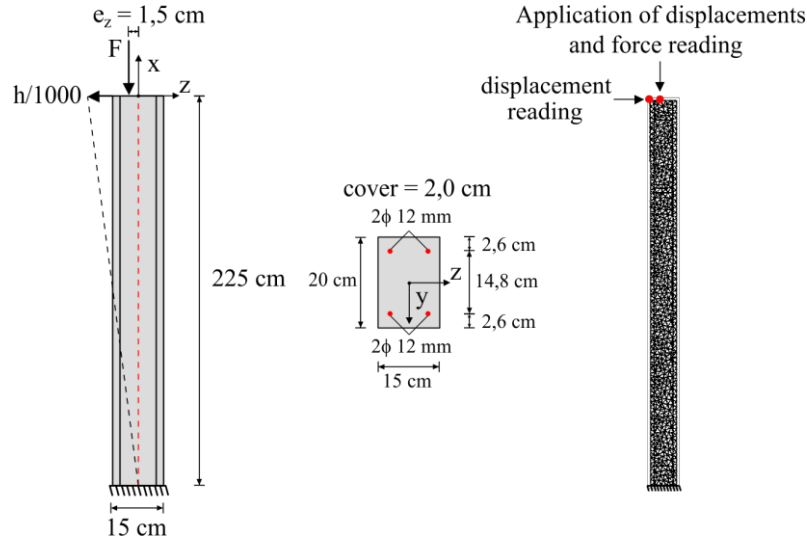 e_z = 1,5 cm
F
x
h/1000
z
225 cm
15 cm
cover = 2,0 cm
2ϕ 12 mm
20 cm
z
y
2,6 cm
14,8 cm
2,6 cm
2ϕ 12 mm
15 cm
Application of displacements
and force reading
displacement
reading